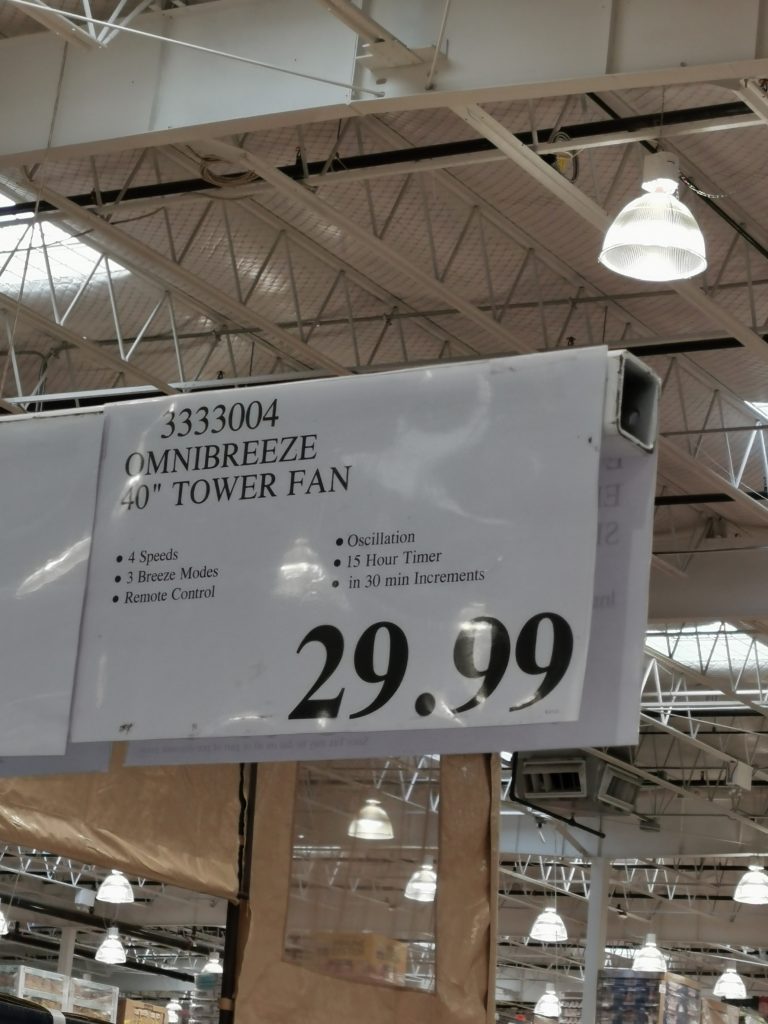 3333004
OMNIBREEZE
40" TOWER FAN
• 4 Speeds
• 3 Breeze Modes
• Remote Control
• Oscillation
• 15 Hour Timer
• in 30 min Increments
29.99